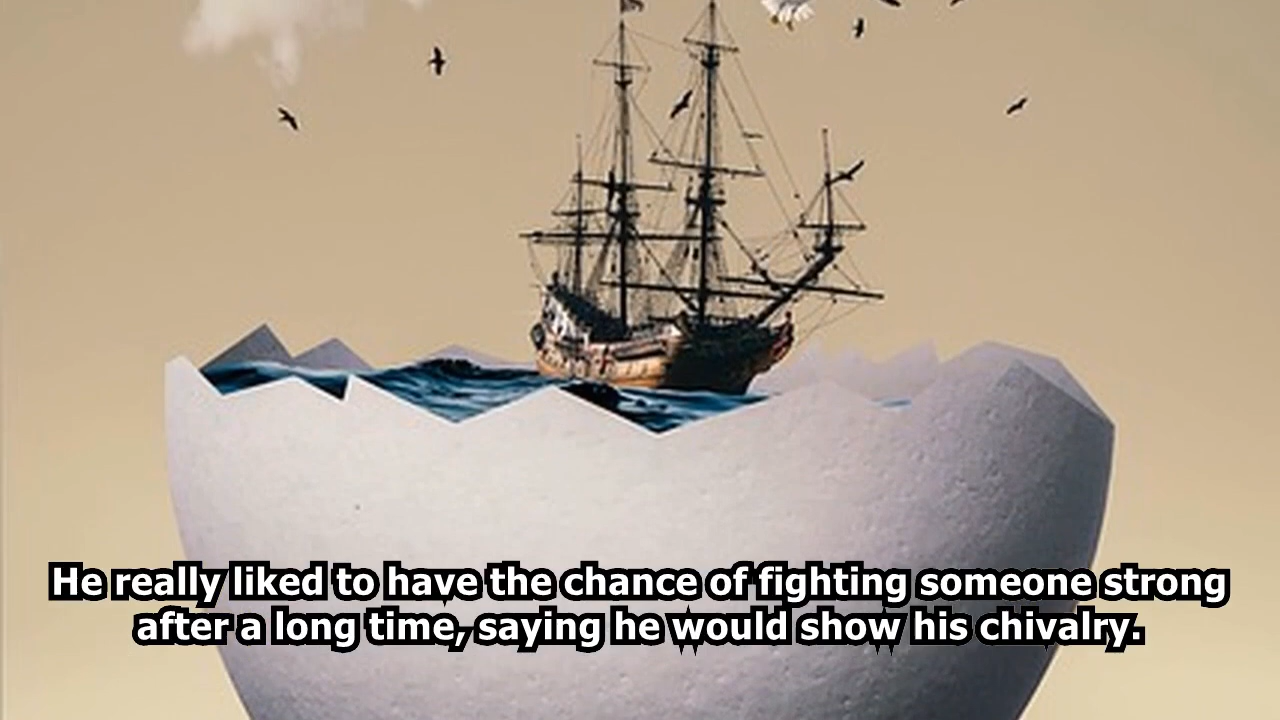 He really liked to have the chance of fighting someone strong
after a long time, saying he would show his chivalry.